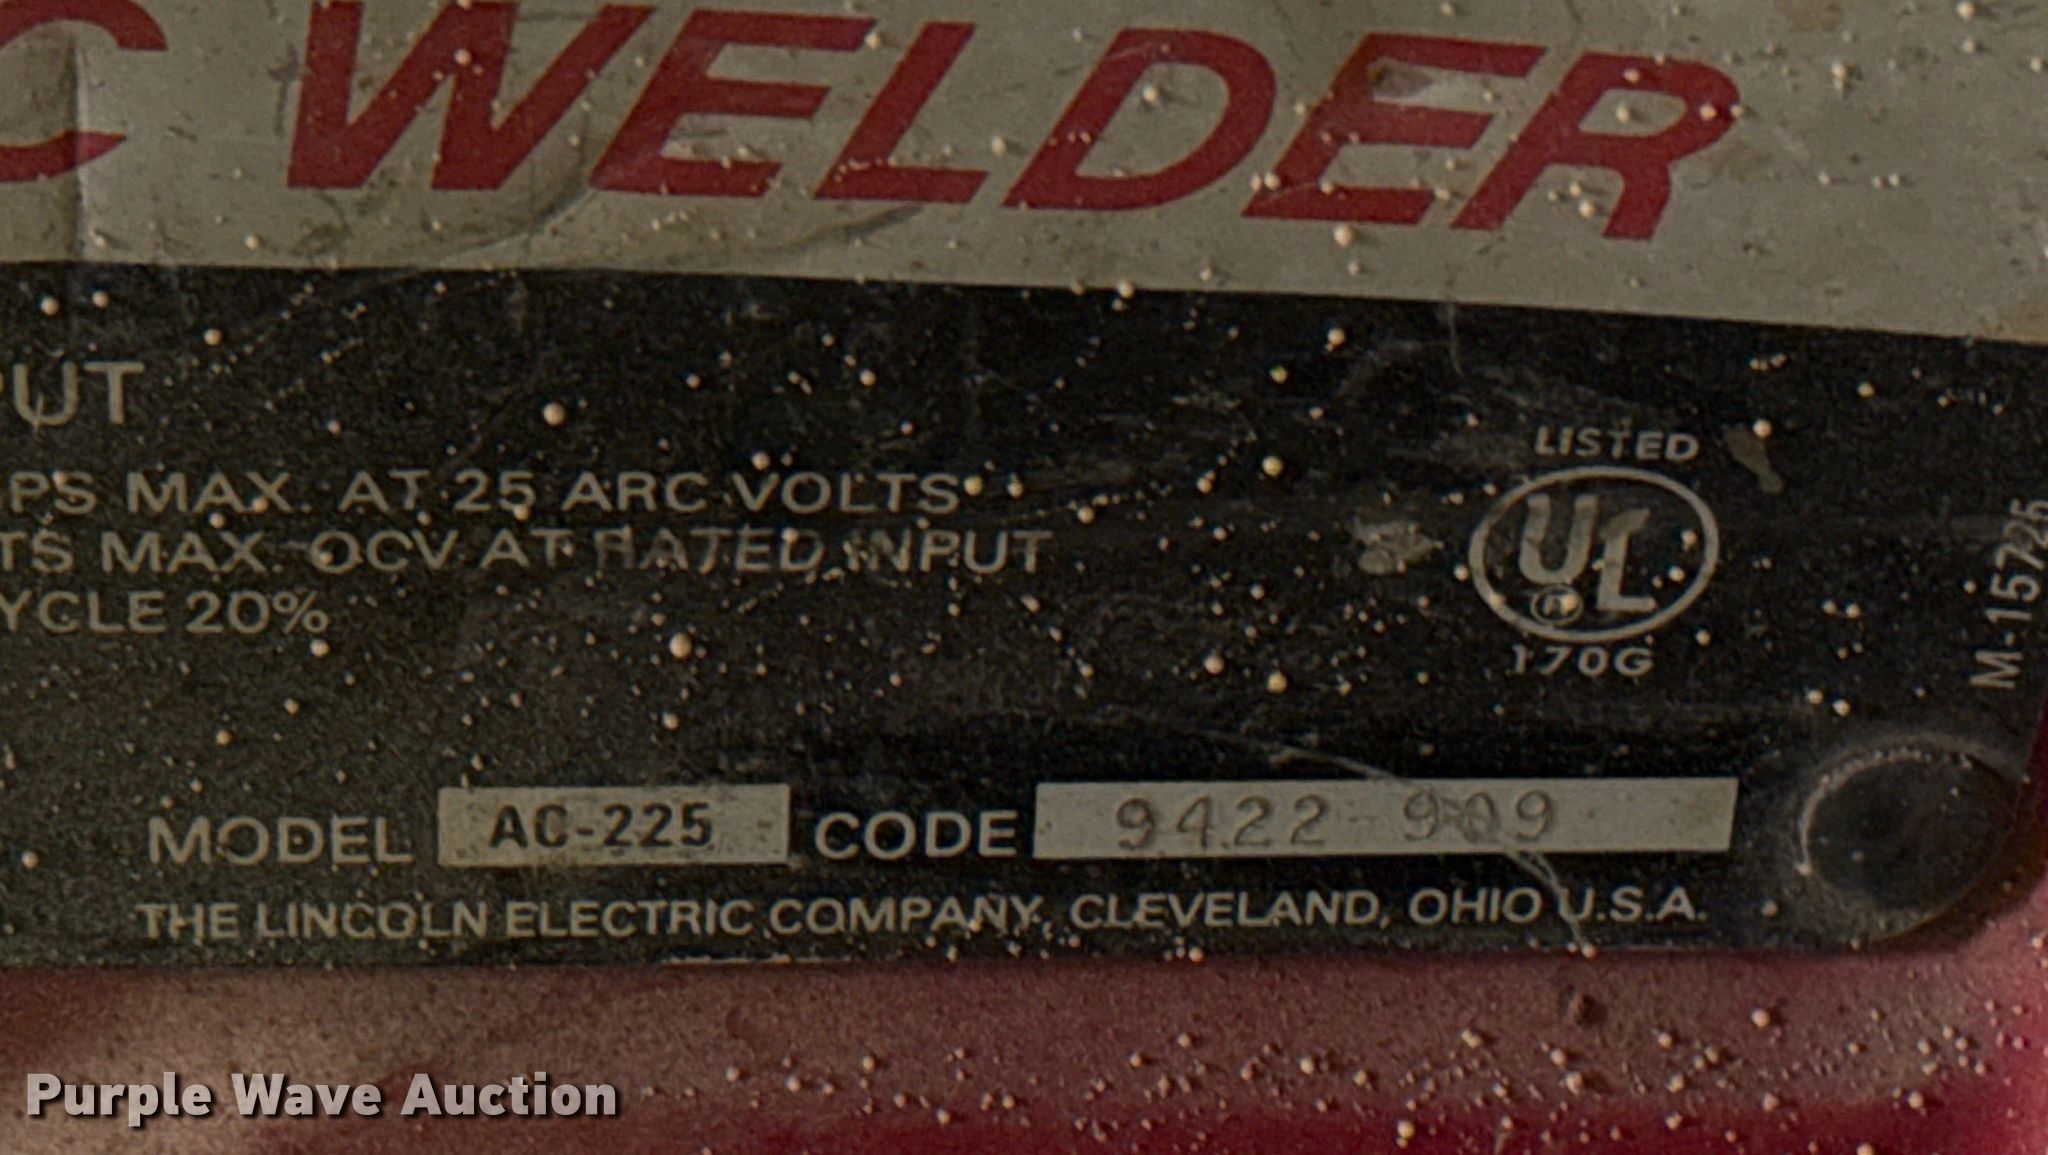 C WELDER
PUT
PS MAX. AT 25 ARC VOLTS
TS MAX. OCV AT RATED INPUT
YCLE 20%
LISTED
UL
®
170G
M-15725
MODEL AC-225 CODE 9422 909
THE LINCOLN ELECTRIC COMPANY, CLEVELAND, OHIO U.S.A.
Purple Wave Auction